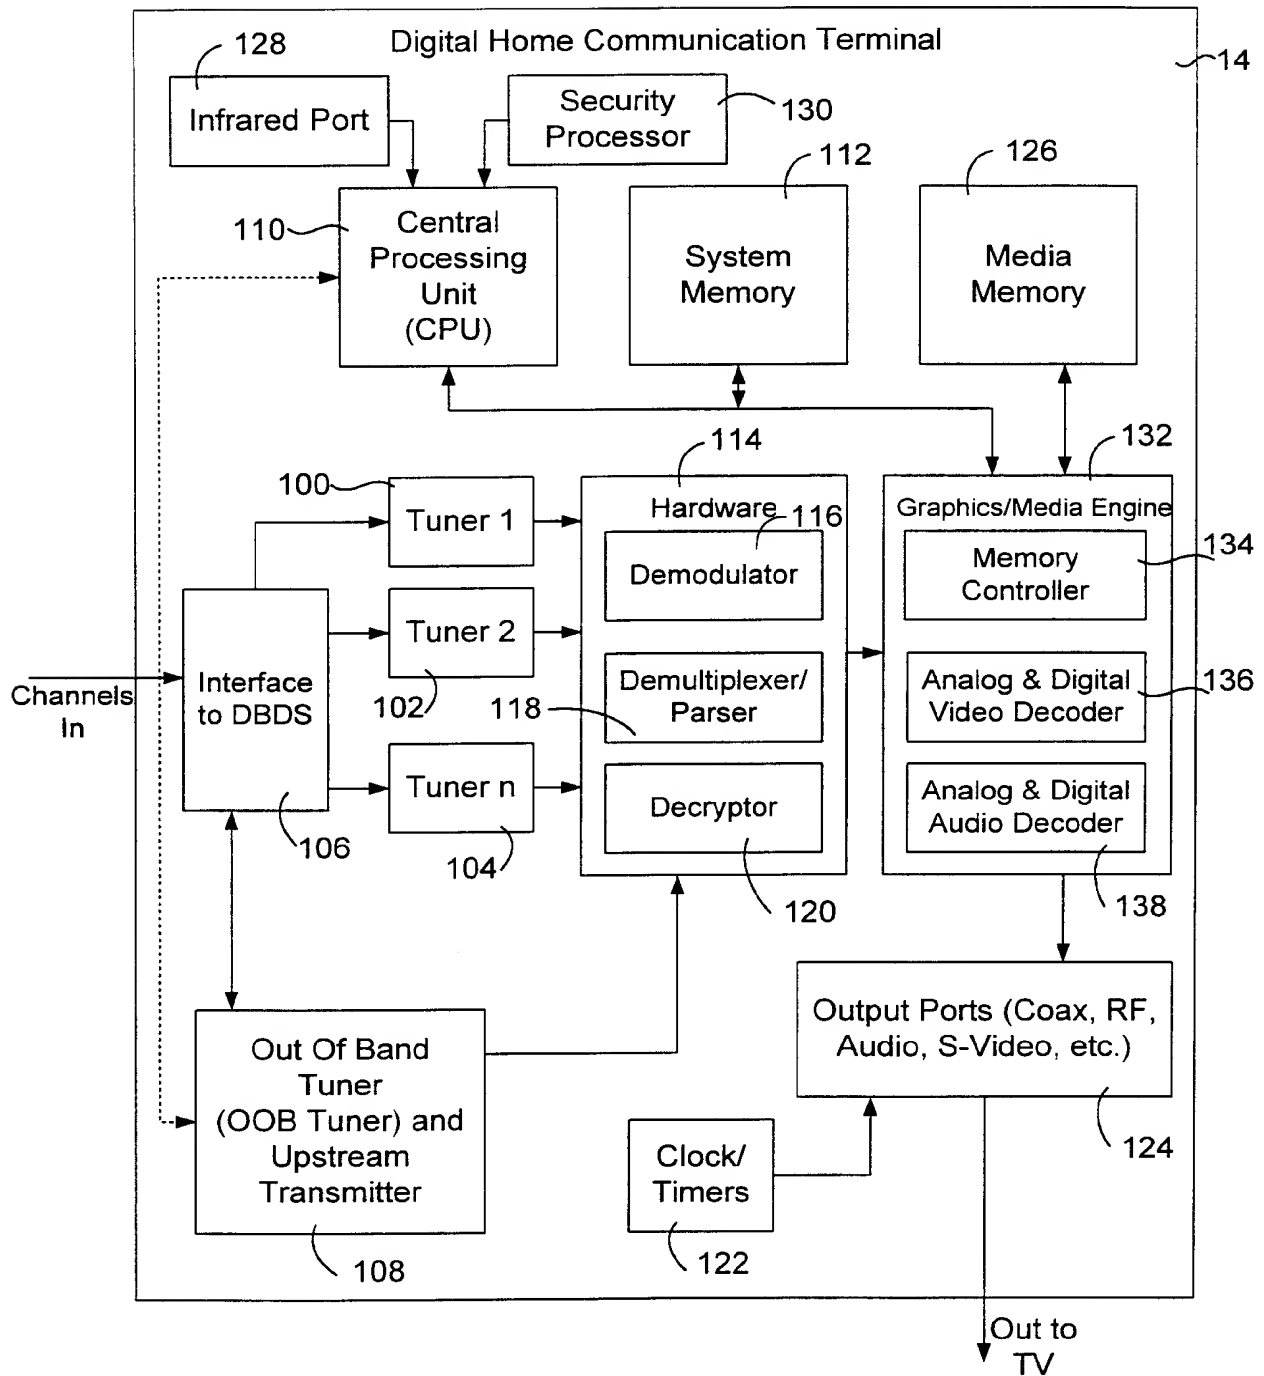 Digital Home Communication Terminal
14
128
Infrared Port
Security
Processor
130
112
126
110
Central
Processing
Unit
(CPU)
System
Memory
Media
Memory
114
132
100
Tuner 1
Hardware
116
Demodulator
Graphics/Media Engine
Memory
Controller
134
Tuner 2
102
Channels
In
Interface
to DBDS
106
118
Demultiplexer/
Parser
Analog & Digital
Video Decoder
136
Tuner n
104
Decryptor
120
Analog & Digital
Audio Decoder
138
Out Of Band
Tuner
(OOB Tuner) and
Upstream
Transmitter
108
Output Ports (Coax, RF,
Audio, S-Video, etc.)
124
Clock/
Timers
122
Out to
TV